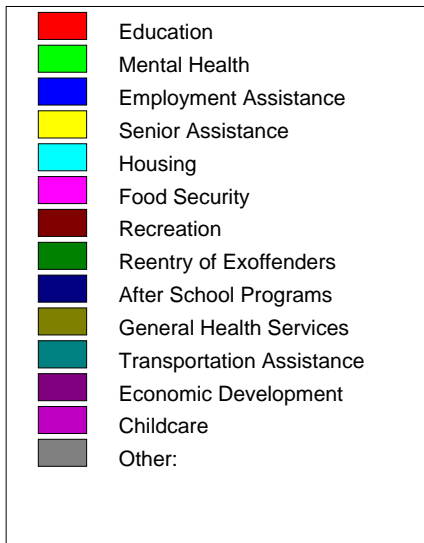 Education
Mental Health
Employment Assistance
Senior Assistance
Housing
Food Security
Recreation
Reentry of Exoffenders
After School Programs
General Health Services
Transportation Assistance
Economic Development
Childcare
Other: